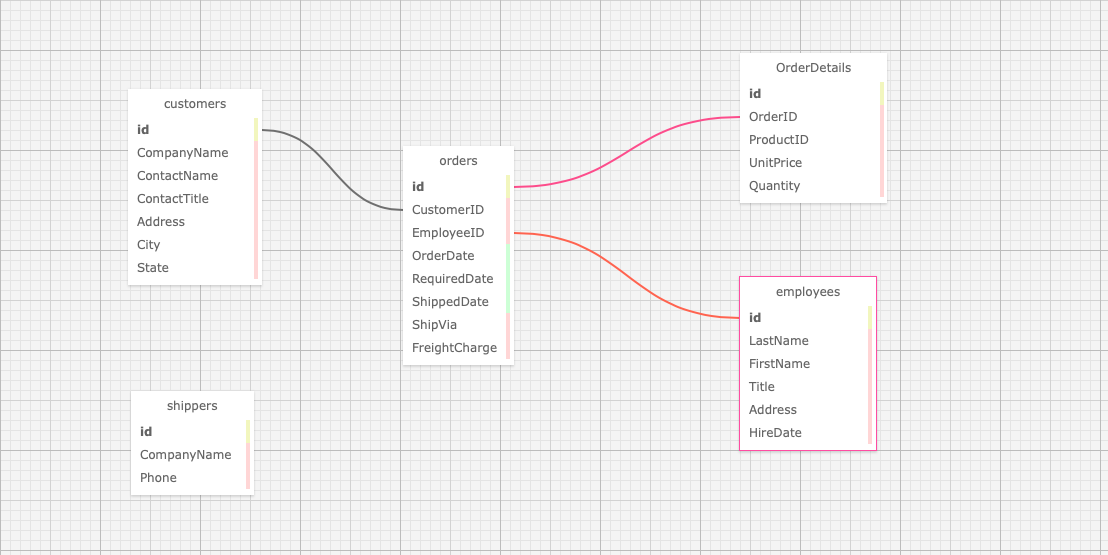 customers
id
CompanyName
ContactName
ContactTitle
Address
City
State
orders
id
CustomerID
EmployeeID
OrderDate
RequiredDate
ShippedDate
ShipVia
FreightCharge
OrderDetails
id
OrderID
ProductID
UnitPrice
Quantity
employees
id
LastName
FirstName
Title
Address
HireDate
shippers
id
CompanyName
Phone